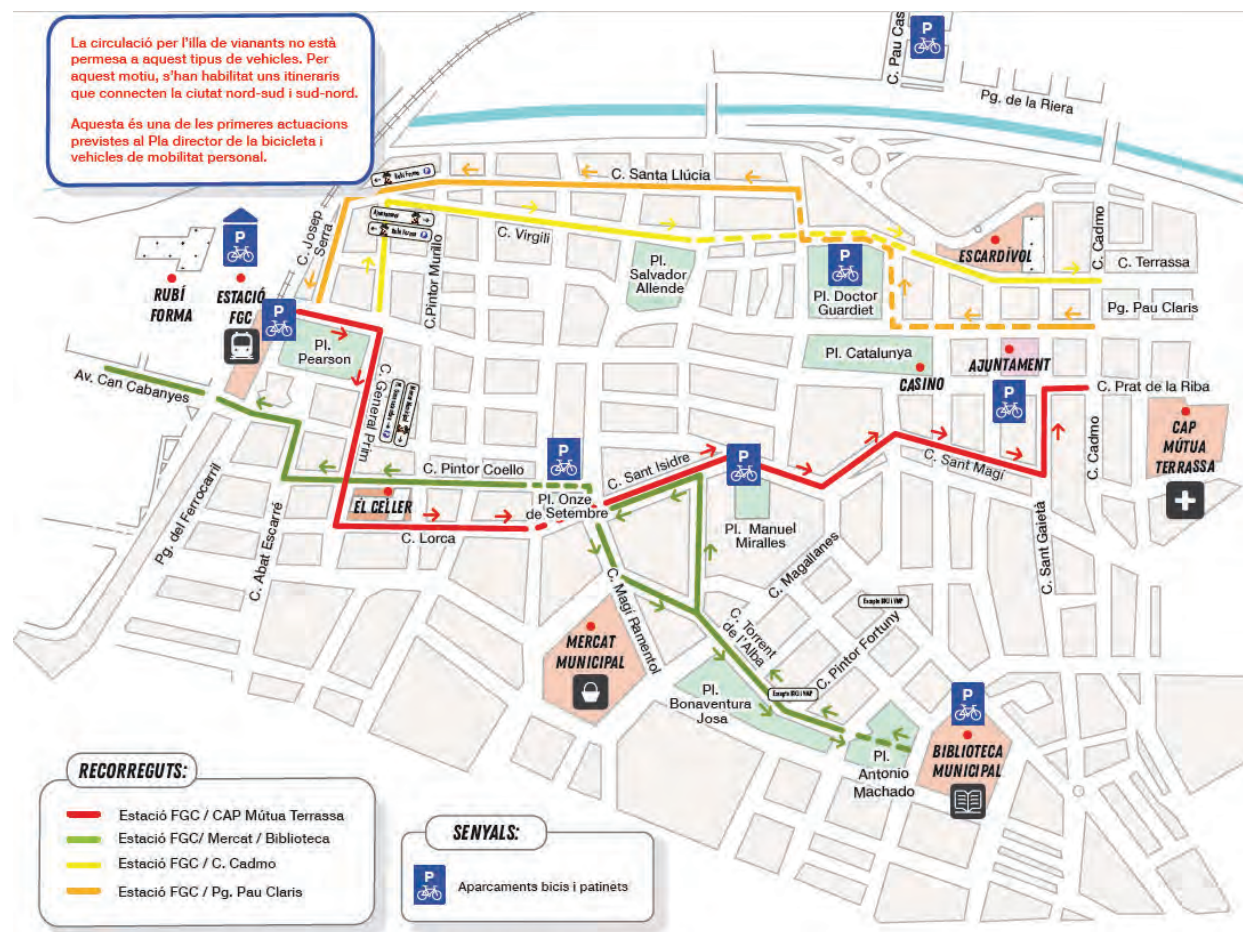 La circulació per l'illa de vianants no està
permesa a aquest tipus de vehicles. Per
aquest motiu, s'han habilitat uns itineraris
que connecten la ciutat nord-sud i sud-nord.
Aquesta és una de les primeres actuacions
previstes al Pla director de la bicicleta i
vehicles de mobilitat personal.
C. Pau Cas
P
Pg. de la Riera
C. Santa Llúcia
C. Josep
Serra
C. Virgili
C.Pintor Murillo
Pl.
Salvador
Allende
P
Pl. Doctor
Guardiet
ESCARDÍVOL
C. Cadmo
C. Terrassa
Pg. Pau Claris
P
RUBÍ
FORMA
ESTACIÓ
FGC
P
Pl.
Pearson
Pl. Catalunya
CASINO
AJUNTAMENT
P
C. Prat de la Riba
Av. Can Cabanyes
C. General Prim
C. Pintor Coello
P
C. Sant Isidre
P
C. Sant Magí
C. Cadmo
CAP
MÚTUA
TERRASSA
EL CELLER
Pl. Onze
de Setembre
C. Lorca
Pl. Manuel
Miralles
C. Sant Gaietà
Pg. del Ferrocarril
C. Abat Escarré
C. Magallanes
C. Magí Ramentol
C. Torrent
de l'Alba
C. Pintor Fortuny
MERCAT
MUNICIPAL
Pl.
Bonaventura
Josa
P
BIBLIOTECA
MUNICIPAL
Pl.
Antonio
Machado
RECORREGUTS:
Estació FGC / CAP Mútua Terrassa
Estació FGC/ Mercat / Biblioteca
Estació FGC / C. Cadmo
Estació FGC / Pg. Pau Claris
SENYALS:
P
Aparcaments bicis i patinets